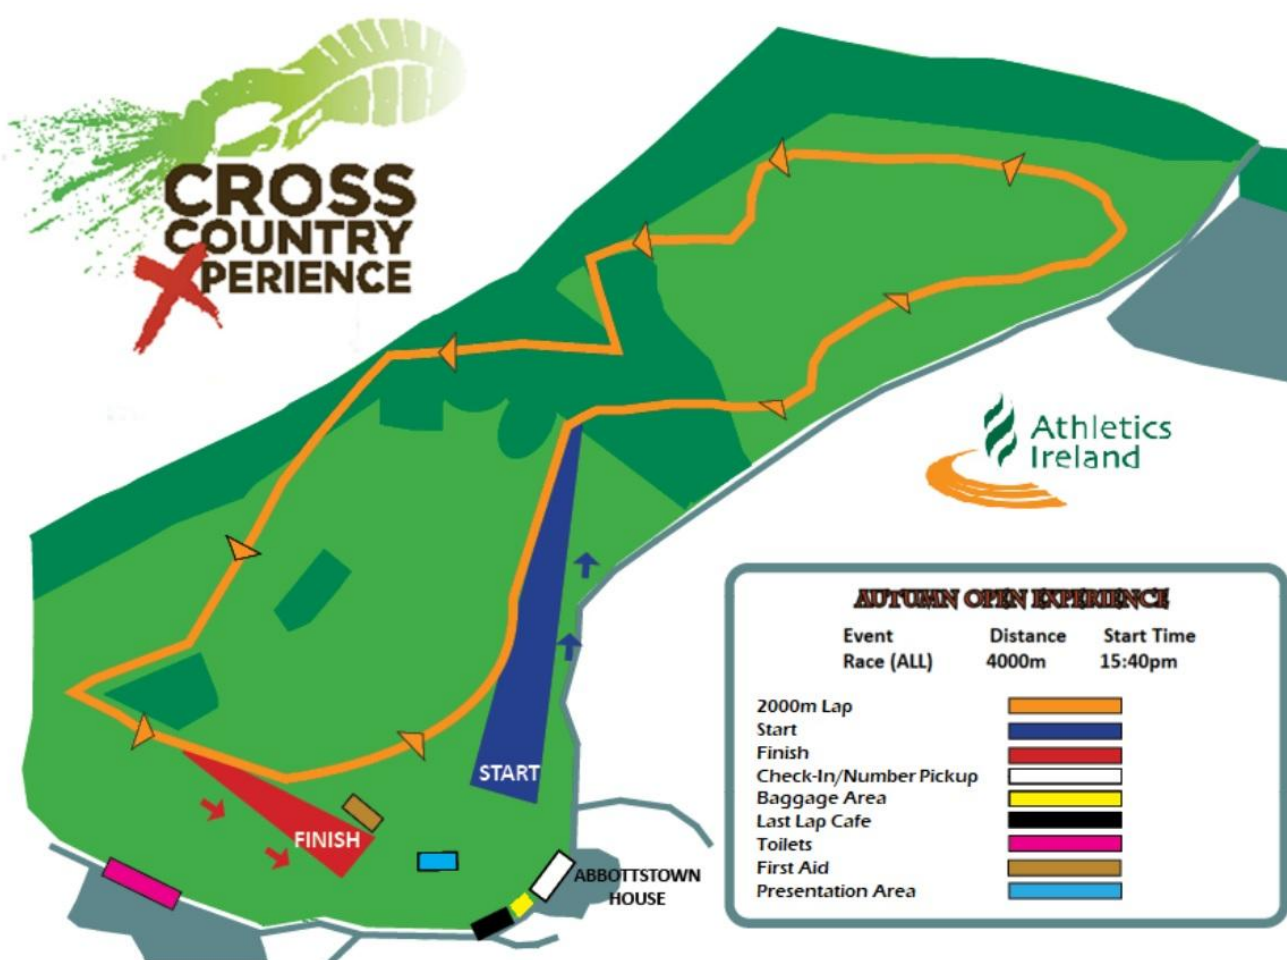 CROSS
COUNTRY
XPERIENCE
Athletics
Ireland
START
FINISH
ABBOTTSTOWN
HOUSE
AUTUMN OPEN EXPERIENCE
Event Distance Start Time
Race (ALL) 4000m 15:40pm
2000m Lap
Start
Finish
Check-In/Number Pickup
Baggage Area
Last Lap Cafe
Toilets
First Aid
Presentation Area